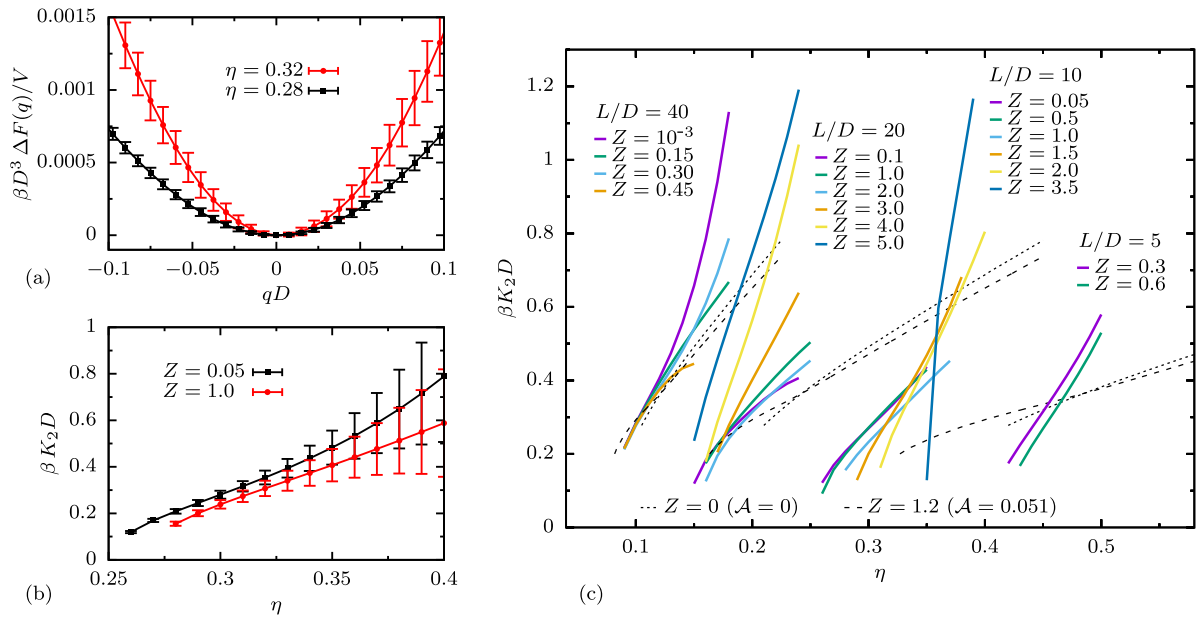 (a)
βD³ ΔF(q)/V
0.0015
0.001
0.0005
0
η = 0.32
η = 0.28
−0.1
−0.05
0
0.05
0.1
qD
(b)
β K₂D
1
0.8
0.6
0.4
0.2
0
Z = 0.05
Z = 1.0
0.25
0.3
0.35
0.4
η
(c)
βK₂D
1.2
1
0.8
0.6
0.4
0.2
0
L/D = 40
Z = 10⁻³
Z = 0.15
Z = 0.30
Z = 0.45
L/D = 20
Z = 0.1
Z = 1.0
Z = 2.0
Z = 3.0
Z = 4.0
Z = 5.0
L/D = 10
Z = 0.05
Z = 0.5
Z = 1.0
Z = 1.5
Z = 2.0
Z = 3.5
L/D = 5
Z = 0.3
Z = 0.6
Z = 0 (𝒜 = 0)
Z = 1.2 (𝒜 = 0.051)
0.1
0.2
0.3
0.4
0.5
η